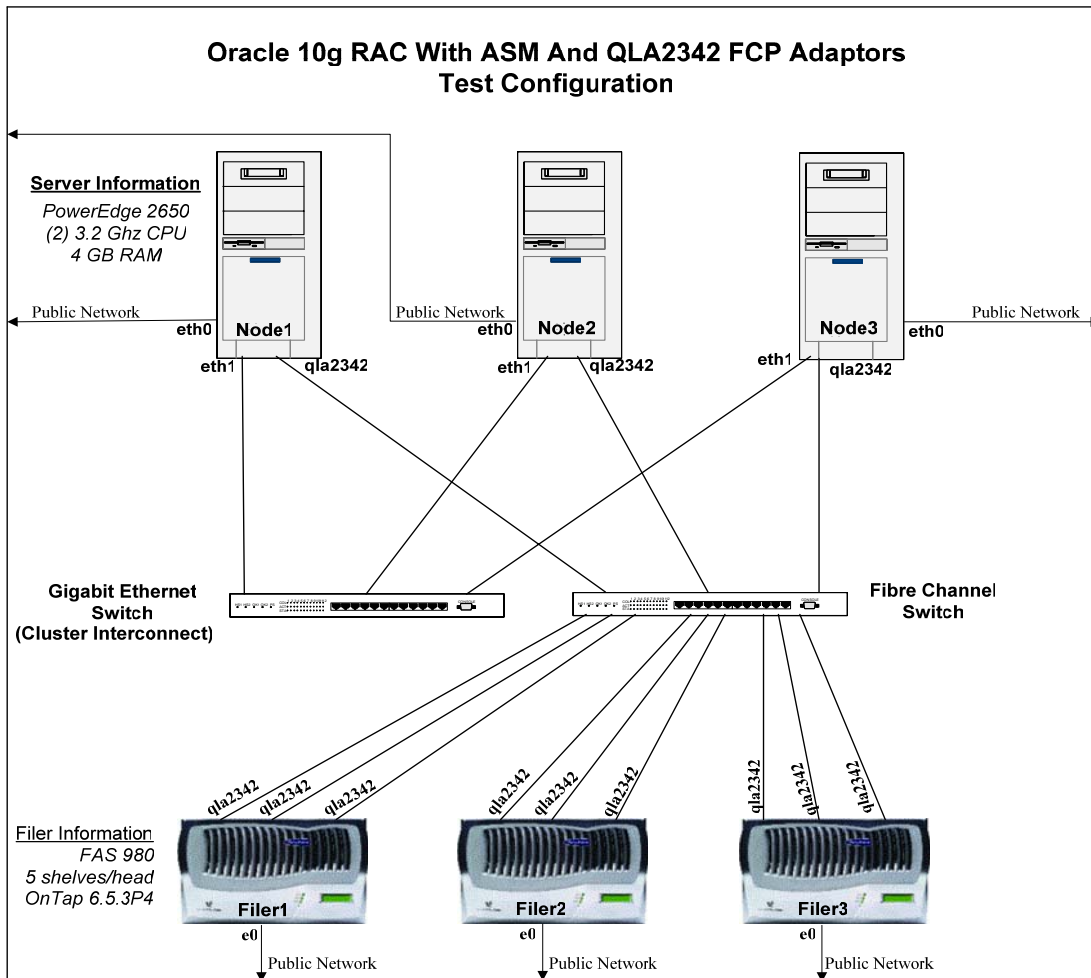 Oracle 10g RAC With ASM And QLA2342 FCP Adaptors
Test Configuration
Server Information
PowerEdge 2650
(2) 3.2 Ghz CPU
4 GB RAM
Public Network
eth0
Node1
eth1
qla2342
Public Network
eth0
Node2
eth1
qla2342
Node3
eth0
Public Network
eth1
qla2342
Gigabit Ethernet
Switch
(Cluster Interconnect)
Fibre Channel
Switch
qla2342
qla2342
qla2342
qla2342
qla2342
qla2342
qla2342
qla2342
qla2342
Filer Information
FAS 980
5 shelves/head
OnTap 6.5.3P4
Filer1
Filer2
Filer3
e0
e0
e0
Public Network
Public Network
Public Network